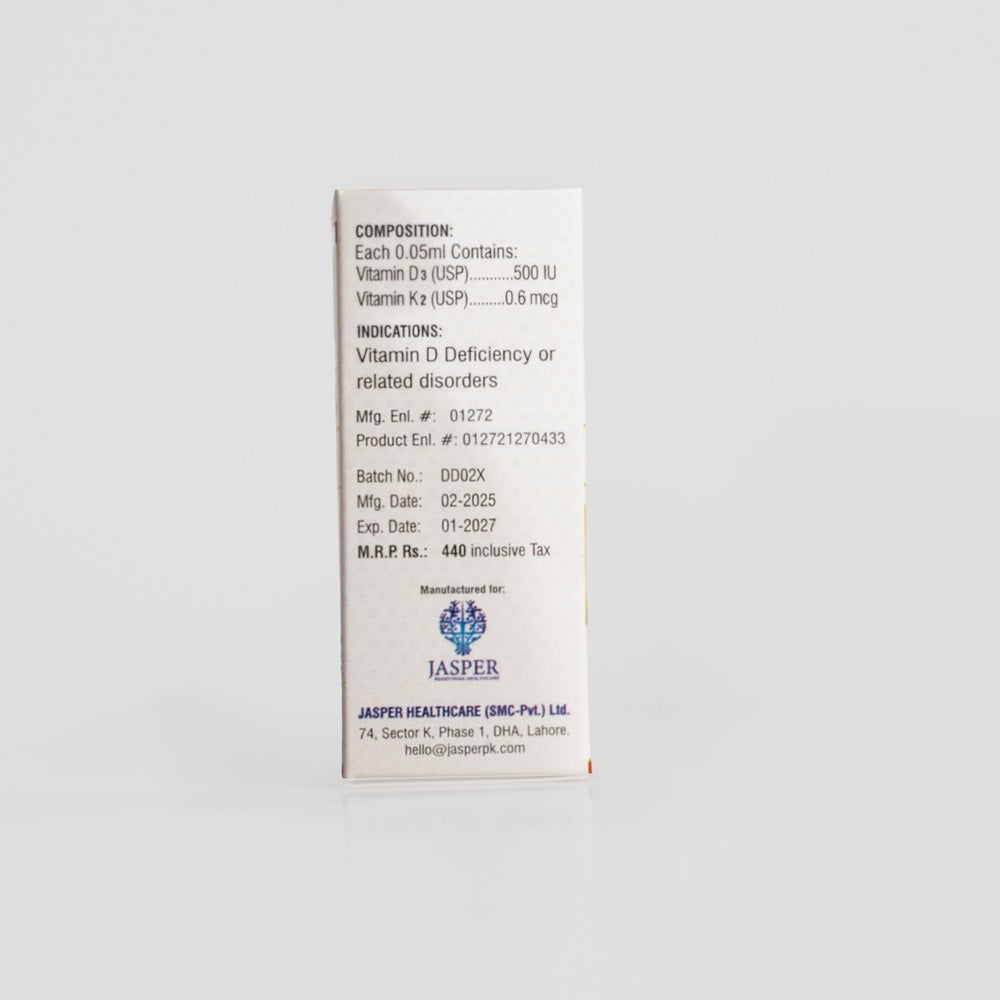 COMPOSITION:
Each 0.05ml Contains:
Vitamin D3 (USP)...........500 IU
Vitamin K2 (USP).........0.6 mcg
INDICATIONS:
Vitamin D Deficiency or
related disorders
Mfg. Enl. #: 01272
Product Enl. #: 012721270433
Batch No.: DD02X
Mfg. Date: 02-2025
Exp. Date: 01-2027
M.R.P. Rs.: 440 inclusive Tax
Manufactured for:
JASPER
REDEFINING HEALTHCARE
JASPER HEALTHCARE (SMC-Pvt.) Ltd.
74, Sector K, Phase 1, DHA, Lahore.
hello@jasperpk.com